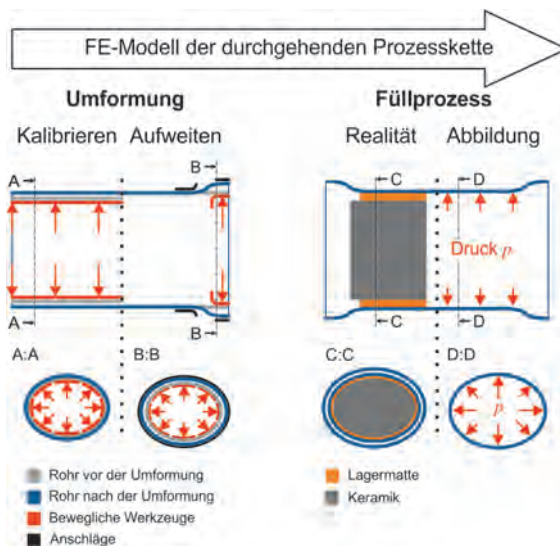 FE-Modell der durchgehenden Prozesskette
Umformung
Füllprozess
Kalibrieren
Aufweiten
Realität
Abbildung
A
B
A
B
C
D
C
D
Druck p
A:A
B:B
C:C
D:D
p
Rohr vor der Umformung
Rohr nach der Umformung
Bewegliche Werkzeuge
Anschläge
Lagermatte
Keramik